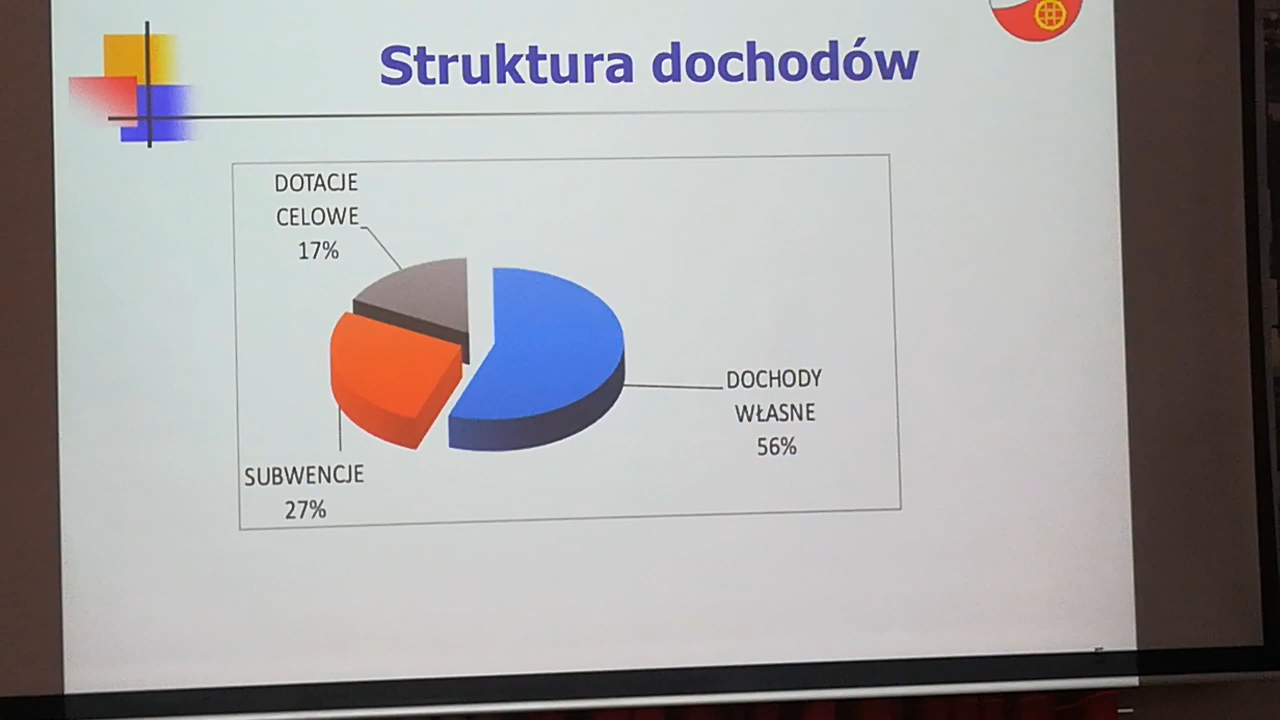 Struktura dochodów
DOTACJE
CELOWE
17%
DOCHODY
WŁASNE
56%
SUBWENCJE
27%